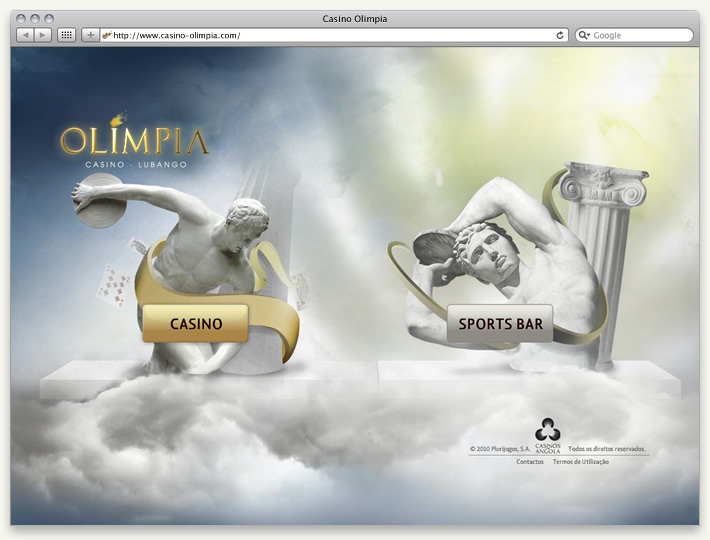 Casino Olimpia
http://www.casino-olimpia.com/
Google
OLÍMPIA
CASINO · LUBANGO
CASINO
SPORTS BAR
CASINOS
ANGOLA
© 2010 Plurijogos, S.A.
Todos os direitos reservados.
Contactos
Termos de Utilização